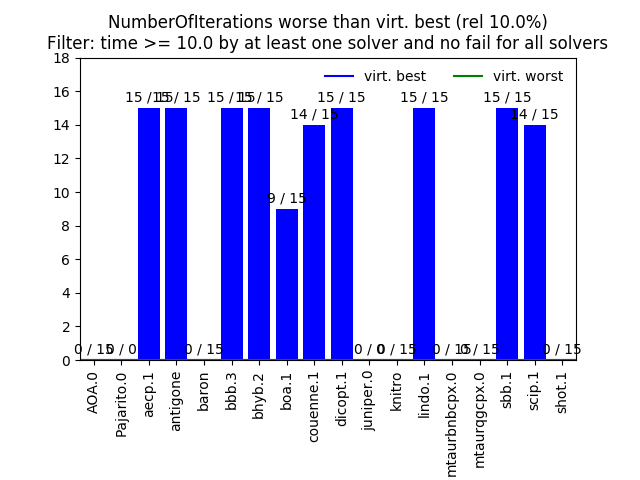 NumberOfIterations worse than virt. best (rel 10.0%)
Filter: time >= 10.0 by at least one solver and no fail for all solvers
virt. best
virt. worst
18
16
14
12
10
8
6
4
2
0
0 / 15
0 / 0
15 / 15
15 / 15
0 / 15
15 / 15
15 / 15
9 / 15
14 / 15
15 / 15
0 / 0
0 / 15
15 / 15
0 / 15
0 / 15
15 / 15
14 / 15
0 / 15
AOA.0
Pajarito.0
aecp.1
antigone
baron
bbb.3
bhyb.2
boa.1
couenne.1
dicopt.1
juniper.0
knitro
lindo.1
mtaurbnbcpx.0
mtaurqgcpx.0
sbb.1
scip.1
shot.1